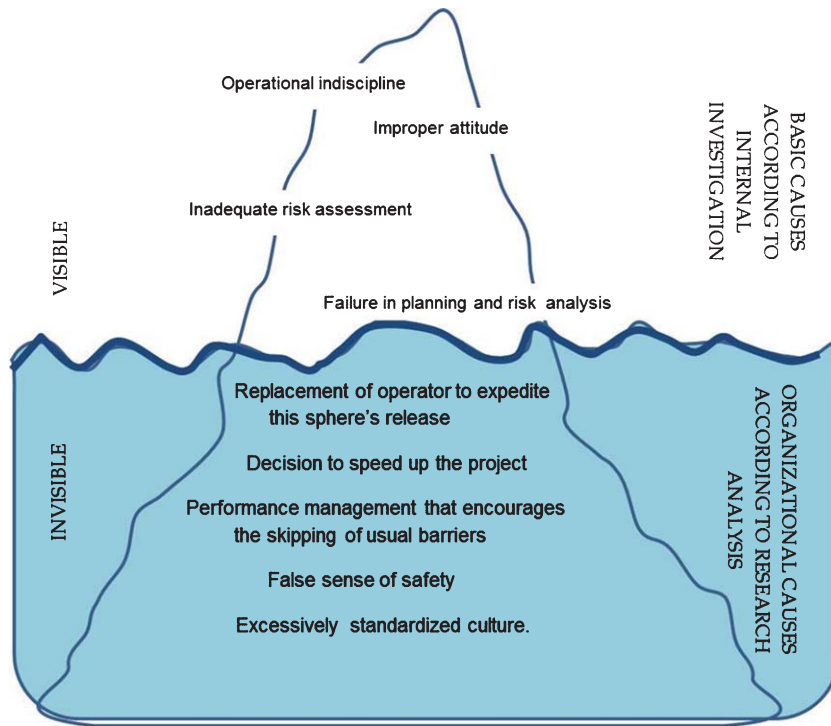 Operational indiscipline
Improper attitude
Inadequate risk assessment
Failure in planning and risk analysis
VISIBLE
BASIC CAUSES
ACCORDING TO
INTERNAL
INVESTIGATION
Replacement of operator to expedite
this sphere's release
Decision to speed up the project
Performance management that encourages
the skipping of usual barriers
False sense of safety
Excessively standardized culture.
INVISIBLE
ORGANIZATIONAL CAUSES
ACCORDING TO RESEARCH
ANALYSIS